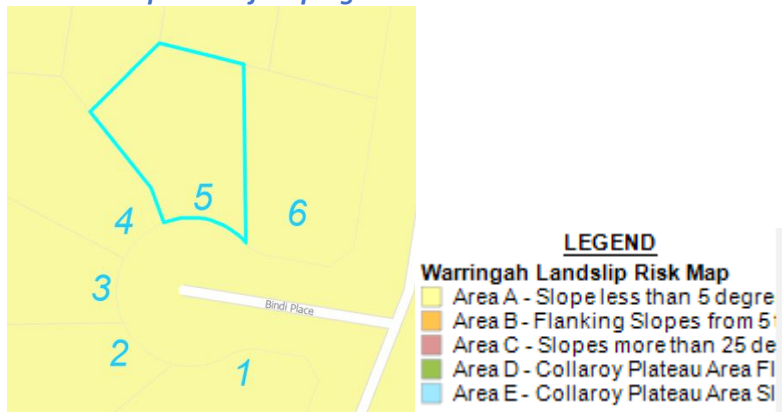 5
6
4
3
Bindi Place
2
1
LEGEND
Warringah Landslip Risk Map
Area A - Slope less than 5 degre
Area B - Flanking Slopes from 5
Area C - Slopes more than 25 de
Area D - Collaroy Plateau Area Fl
Area E - Collaroy Plateau Area Sl